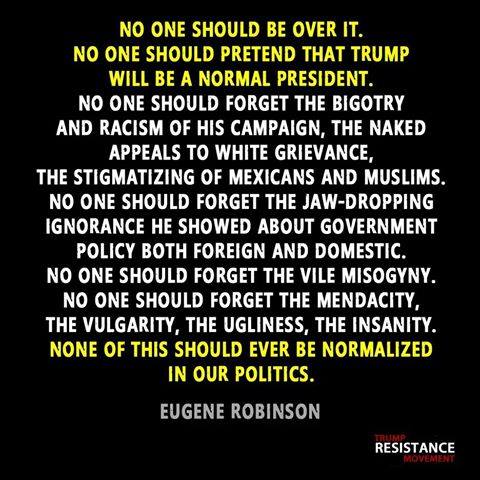 NO ONE SHOULD BE OVER IT.
NO ONE SHOULD PRETEND THAT TRUMP
WILL BE A NORMAL PRESIDENT.
NO ONE SHOULD FORGET THE BIGOTRY
AND RACISM OF HIS CAMPAIGN, THE NAKED
APPEALS TO WHITE GRIEVANCE,
THE STIGMATIZING OF MEXICANS AND MUSLIMS.
NO ONE SHOULD FORGET THE JAW-DROPPING
IGNORANCE HE SHOWED ABOUT GOVERNMENT
POLICY BOTH FOREIGN AND DOMESTIC.
NO ONE SHOULD FORGET THE VILE MISOGYNY.
NO ONE SHOULD FORGET THE MENDACITY,
THE VULGARITY, THE UGLINESS, THE INSANITY.
NONE OF THIS SHOULD EVER BE NORMALIZED
IN OUR POLITICS.
EUGENE ROBINSON
TRUMP
RESISTANCE
MOVEMENT